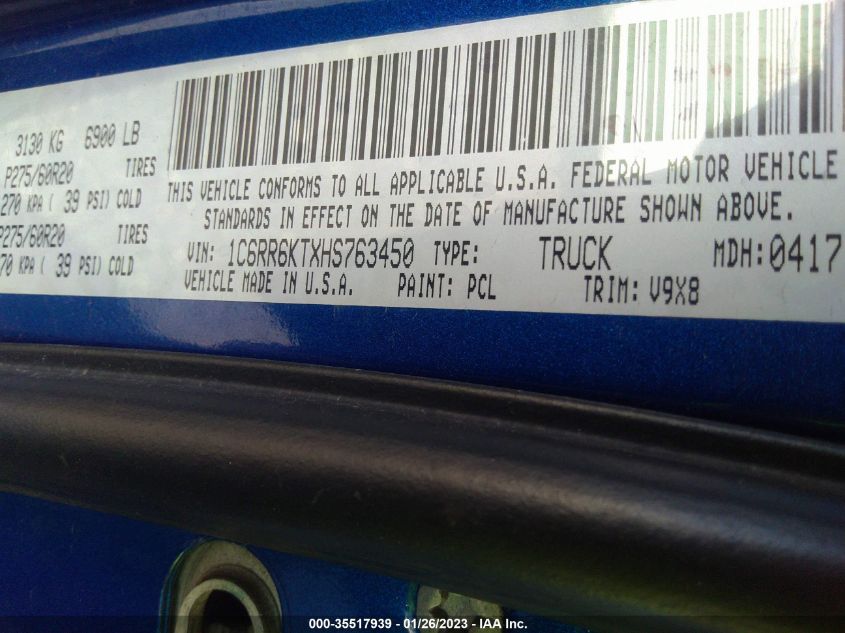 3130 KG 6900 LB
P275/60R20 TIRES
270 KPA ( 39 PSI) COLD
P275/60R20 TIRES
70 KPA ( 39 PSI) COLD
THIS VEHICLE CONFORMS TO ALL APPLICABLE U.S.A. FEDERAL MOTOR VEHICLE
STANDARDS IN EFFECT ON THE DATE OF MANUFACTURE SHOWN ABOVE.
VIN: 1C6RR6KTXHS763450 TYPE: TRUCK MDH:0417
VEHICLE MADE IN U.S.A. PAINT: PCL TRIM: V9X8
000-35517939 - 01/26/2023 - IAA Inc.